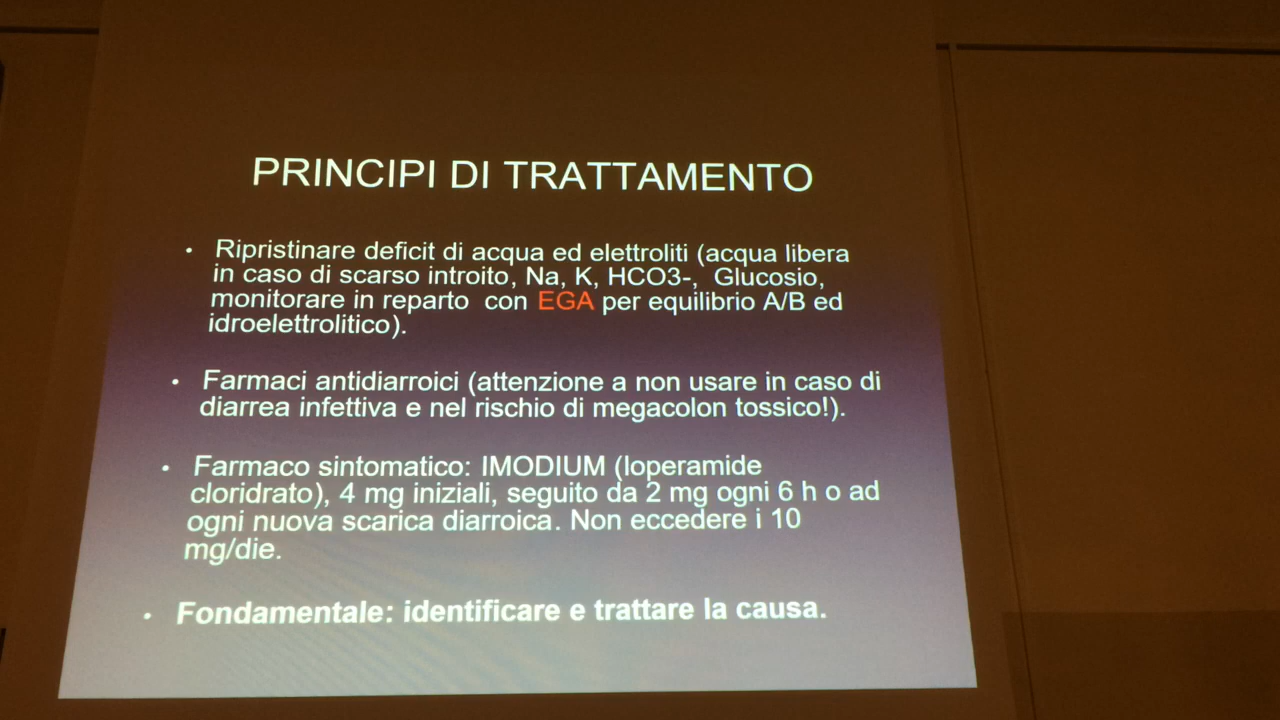 PRINCIPI DI TRATTAMENTO
• Ripristinare deficit di acqua ed elettroliti (acqua libera
in caso di scarso introito, Na, K, HCO3-, Glucosio,
monitorare in reparto con EGA per equilibrio A/B ed
idroelettrolitico).
• Farmaci antidiarroici (attenzione a non usare in caso di
diarrea infettiva e nel rischio di megacolon tossico!).
• Farmaco sintomatico: IMODIUM (loperamide
cloridrato), 4 mg iniziali, seguito da 2 mg ogni 6 h o ad
ogni nuova scarica diarroica. Non eccedere i 10
mg/die.
• Fondamentale: identificare e trattare la causa.